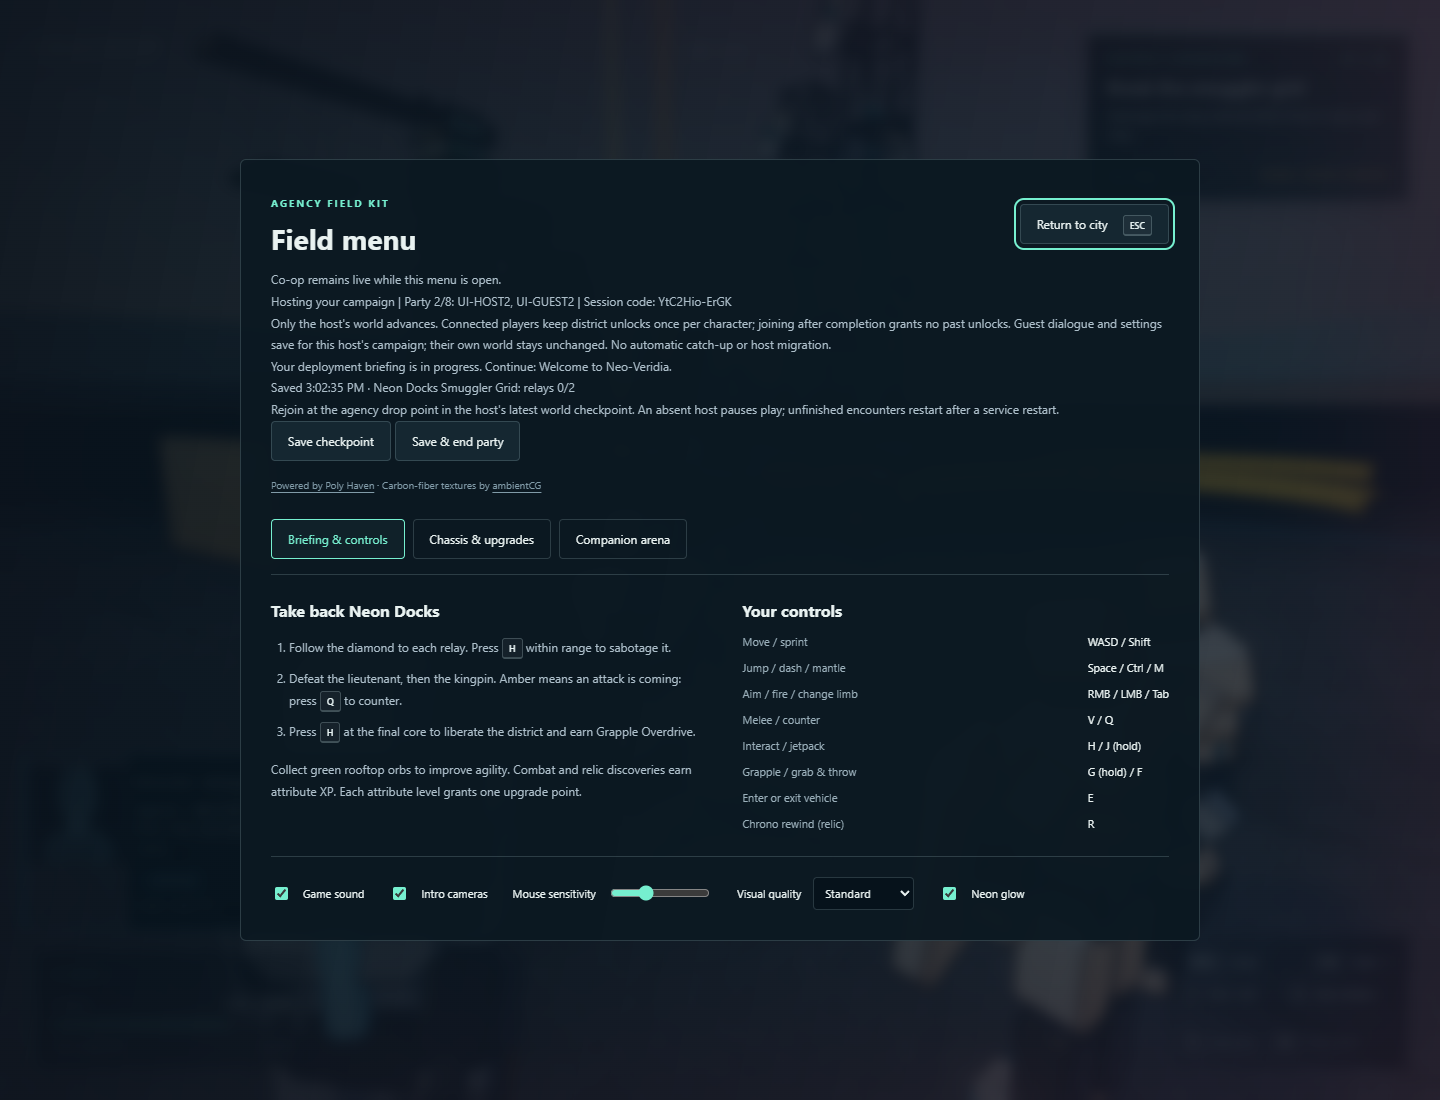 AGENCY FIELD KIT
Field menu
Return to city ESC
Co-op remains live while this menu is open.
Hosting your campaign | Party 2/8: UI-HOST2, UI-GUEST2 | Session code: YtC2Hio-ErGK
Only the host's world advances. Connected players keep district unlocks once per character; joining after completion grants no past unlocks. Guest dialogue and settings
save for this host's campaign; their own world stays unchanged. No automatic catch-up or host migration.
Your deployment briefing is in progress. Continue: Welcome to Neo-Veridia.
Saved 3:02:35 PM · Neon Docks Smuggler Grid: relays 0/2
Rejoin at the agency drop point in the host's latest world checkpoint. An absent host pauses play; unfinished encounters restart after a service restart.
Save checkpoint Save & end party
Powered by Poly Haven · Carbon-fiber textures by ambientCG
Briefing & controls Chassis & upgrades Companion arena
Take back Neon Docks
1. Follow the diamond to each relay. Press H within range to sabotage it.
2. Defeat the lieutenant, then the kingpin. Amber means an attack is coming:
press Q to counter.
3. Press H at the final core to liberate the district and earn Grapple Overdrive.
Collect green rooftop orbs to improve agility. Combat and relic discoveries earn
attribute XP. Each attribute level grants one upgrade point.
Your controls
Move / sprint WASD / Shift
Jump / dash / mantle Space / Ctrl / M
Aim / fire / change limb RMB / LMB / Tab
Melee / counter V / Q
Interact / jetpack H / J (hold)
Grapple / grab & throw G (hold) / F
Enter or exit vehicle E
Chrono rewind (relic) R
Game sound Intro cameras Mouse sensitivity Visual quality Standard Neon glow